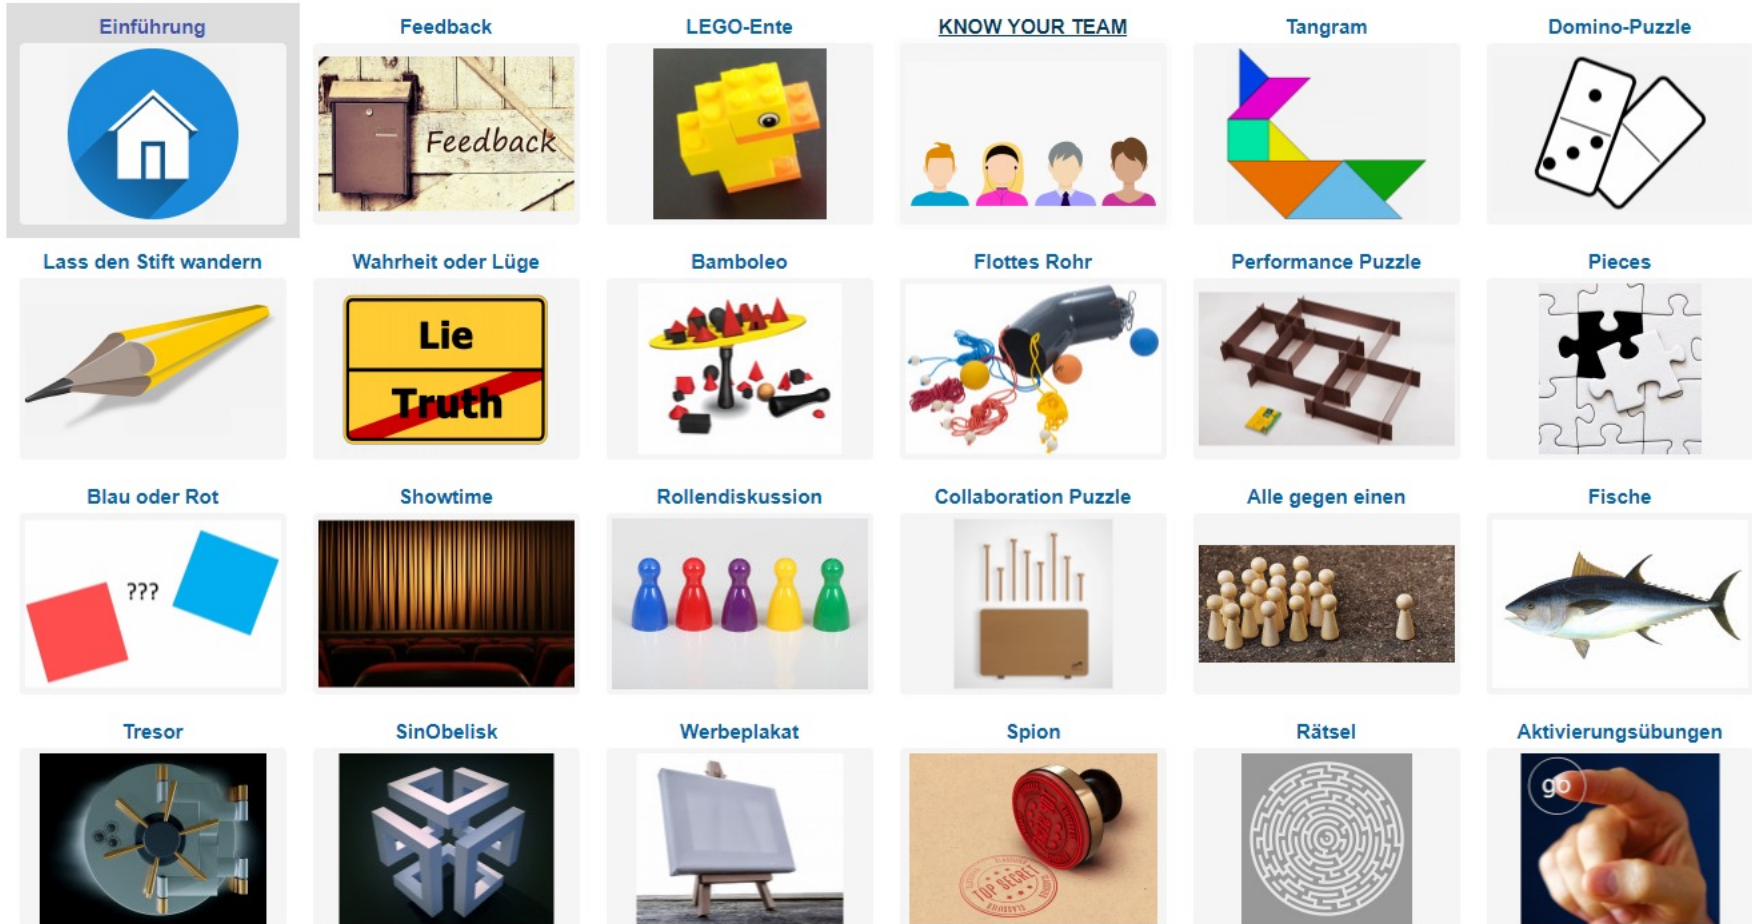 Einführung
Feedback
LEGO-Ente
KNOW YOUR TEAM
Tangram
Domino-Puzzle
Feedback
Lass den Stift wandern
Wahrheit oder Lüge
Bamboleo
Flottes Rohr
Performance Puzzle
Pieces
Lie
Truth
Blau oder Rot
Showtime
Rollendiskussion
Collaboration Puzzle
Alle gegen einen
Fische
???
Tresor
SinObelisk
Werbeplakat
Spion
Rätsel
Aktivierungsübungen
go
TOP SECRET
CLASSIFIED